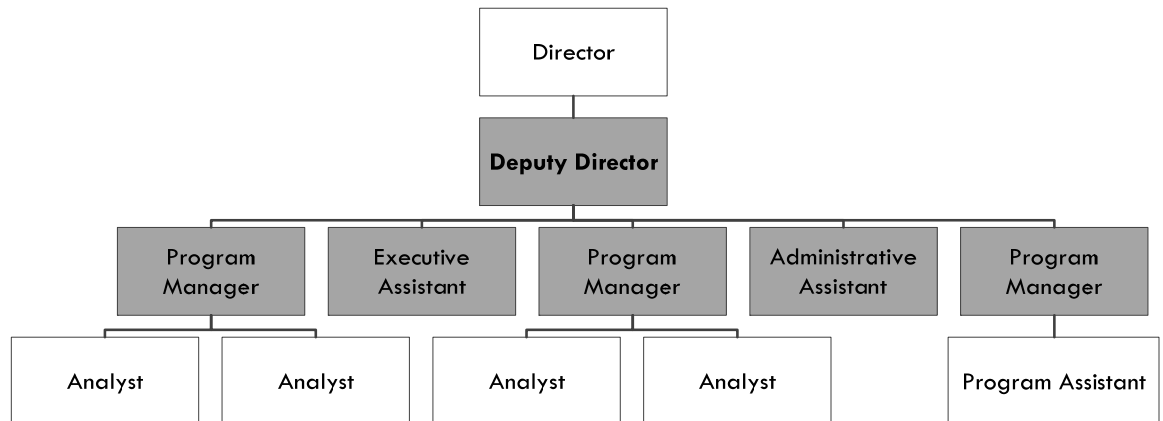 Director
Deputy Director
Program
Manager
Executive
Assistant
Program
Manager
Administrative
Assistant
Program
Manager
Analyst
Analyst
Analyst
Analyst
Program Assistant